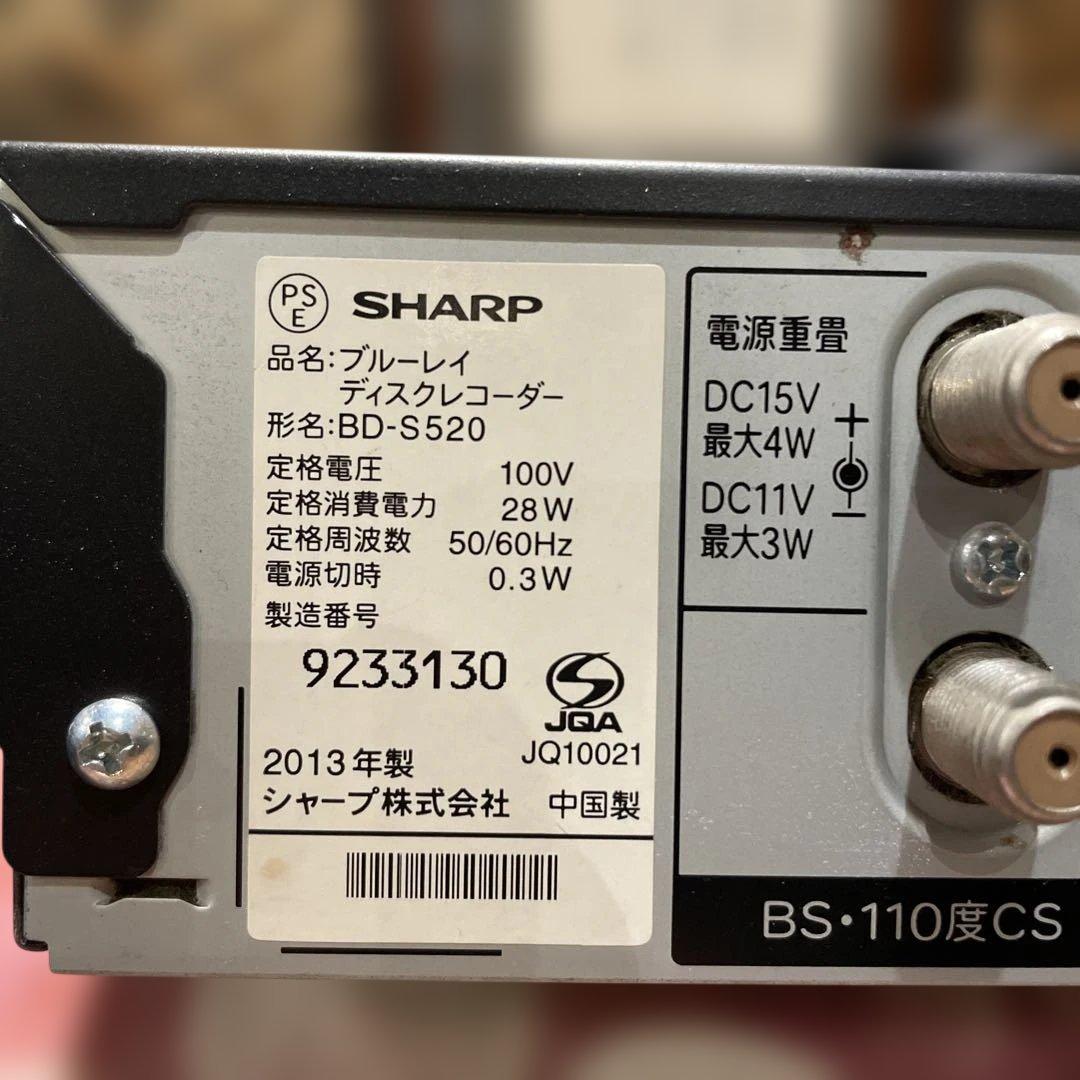 PSE SHARP
品名:ブルーレイ
ディスクレコーダー
形名:BD-S520
定格電圧 100V
定格消費電力 28W
定格周波数 50/60Hz
電源切時 0.3W
製造番号
9233130
JQA
JQ10021
2013年製
シャープ株式会社 中国製
電源重畳
DC15V
最大4W
DC11V
最大3W
+
−
BS・110度CS